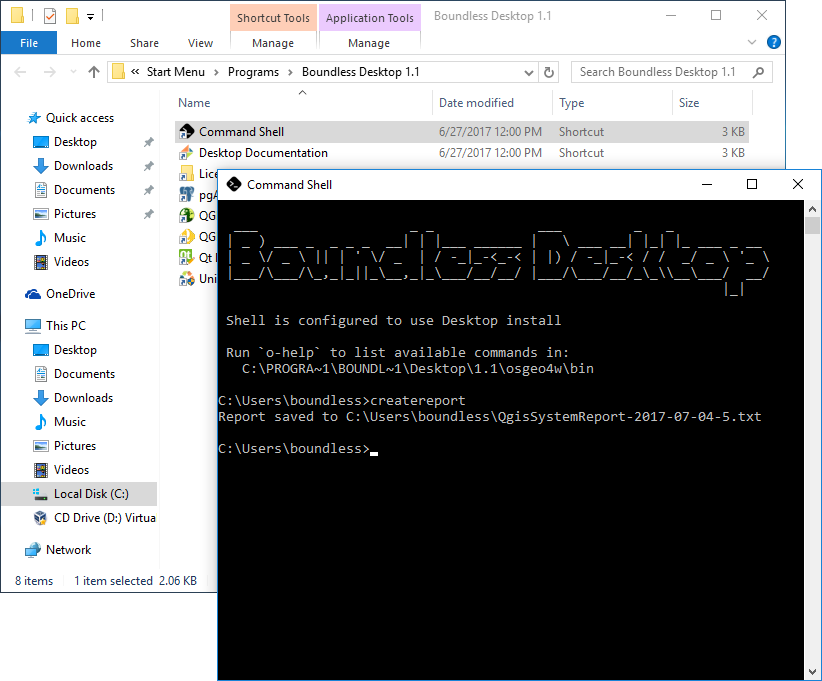 Shortcut Tools Application Tools Boundless Desktop 1.1
File Home Share View Manage Manage
« Start Menu Programs Boundless Desktop 1.1 Search Boundless Desktop 1.1
Name Date modified Type Size
Quick access
Desktop
Downloads
Documents
Pictures
Music
Videos
OneDrive
This PC
Desktop
Documents
Downloads
Music
Pictures
Videos
Local Disk (C:)
CD Drive (D:) Virtua
Network
Command Shell 6/27/2017 12:00 PM Shortcut 3 KB
Desktop Documentation 6/27/2017 12:00 PM Shortcut 3 KB
Lice
pgA
QG
QG
Qt
Uni
8 items 1 item selected 2.06 KB
Command Shell
Boundless Desktop
Shell is configured to use Desktop install
Run `o-help` to list available commands in:
C:\PROGRA~1\BOUNDL~1\Desktop\1.1\osgeo4w\bin
C:\Users\boundless>createreport
Report saved to C:\Users\boundless\QgisSystemReport-2017-07-04-5.txt
C:\Users\boundless>